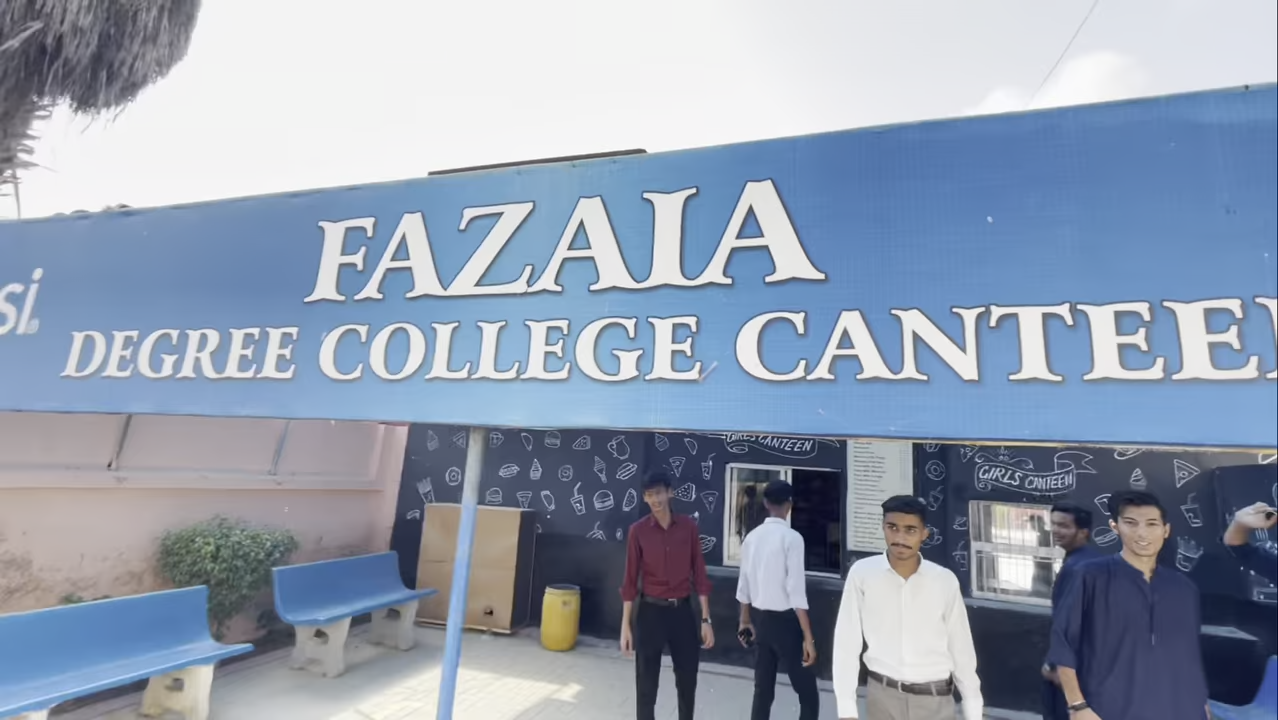 si
FAZAIA
DEGREE COLLEGE CANTEE
GIRLS CANTEEN
GIRLS CANTEEN